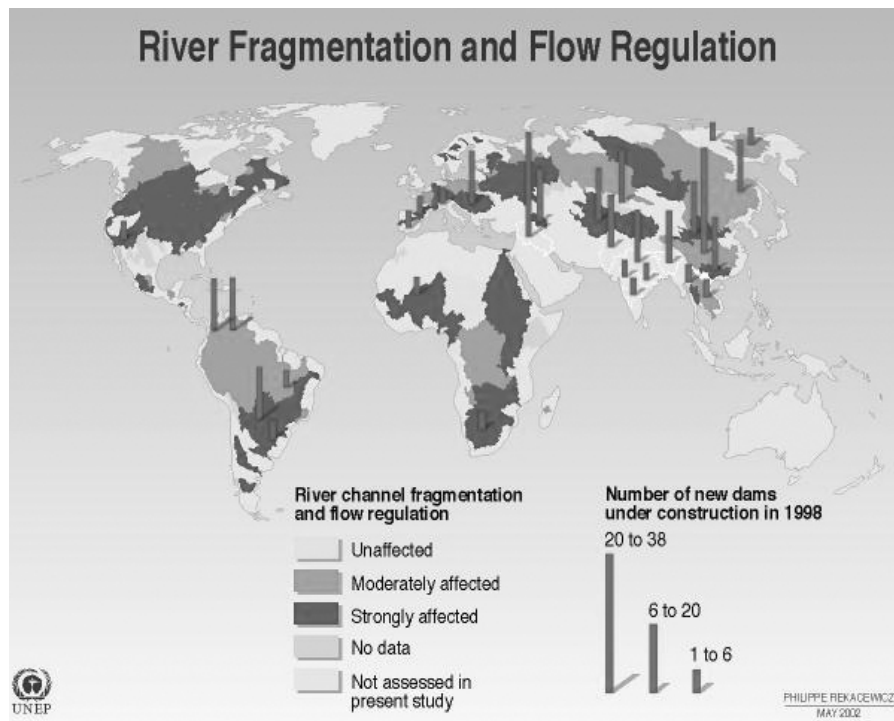 River Fragmentation and Flow Regulation
River channel fragmentation
and flow regulation
Unaffected
Moderately affected
Strongly affected
No data
Not assessed in
present study
Number of new dams
under construction in 1998
20 to 38
6 to 20
1 to 6
UNEP
PHILIPPE REKACEWICZ
MAY 2002